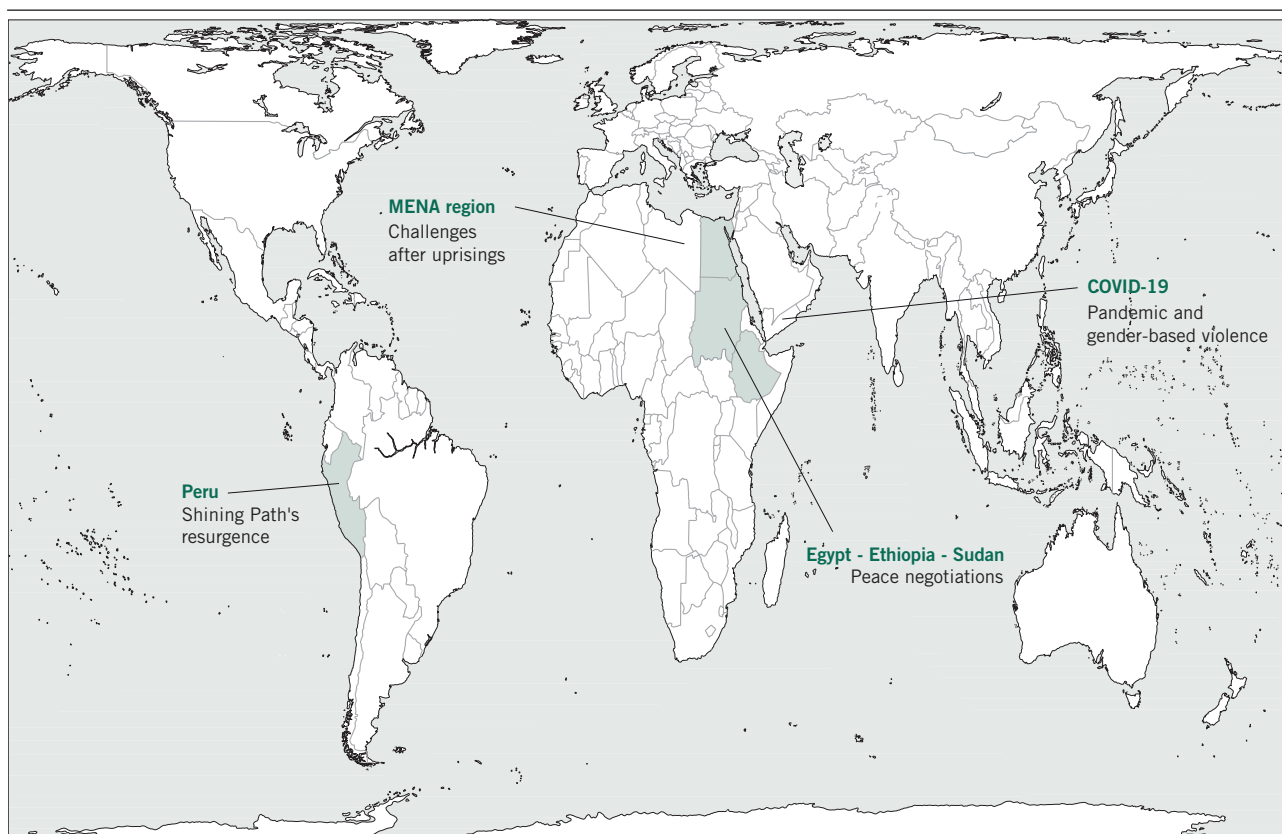 MENA region
Challenges
after uprisings
COVID-19
Pandemic and
gender-based violence
Peru
Shining Path's
resurgence
Egypt - Ethiopia - Sudan
Peace negotiations